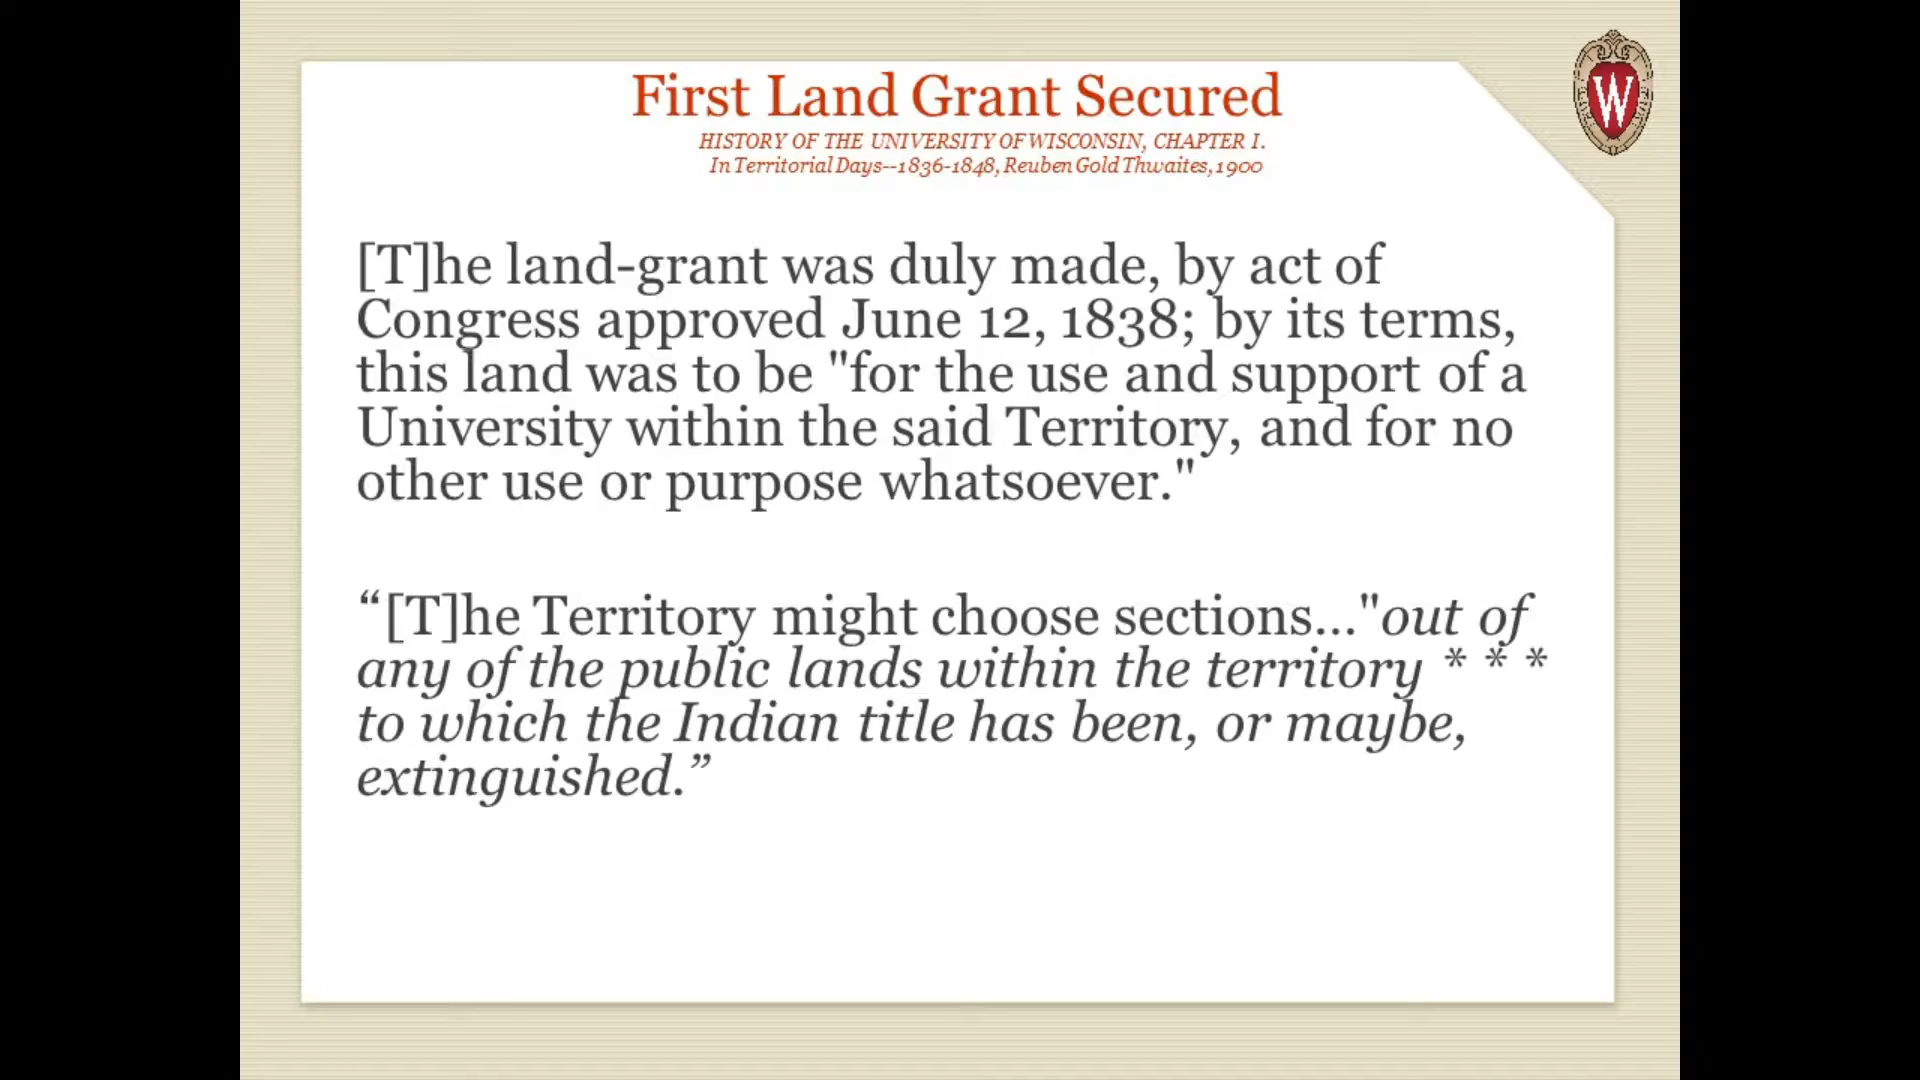 First Land Grant Secured
HISTORY OF THE UNIVERSITY OF WISCONSIN, CHAPTER I.
In Territorial Days--1836-1848, Reuben Gold Thwaites, 1900
W
[T]he land-grant was duly made, by act of
Congress approved June 12, 1838; by its terms,
this land was to be "for the use and support of a
University within the said Territory, and for no
other use or purpose whatsoever."
“[T]he Territory might choose sections..."out of
any of the public lands within the territory * * *
to which the Indian title has been, or maybe,
extinguished.”